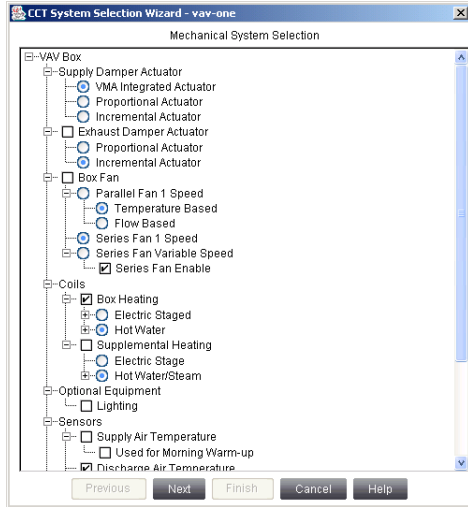 CCT System Selection Wizard - vav-one
Mechanical System Selection
VAV Box
Supply Damper Actuator
VMA Integrated Actuator
Proportional Actuator
Incremental Actuator
Exhaust Damper Actuator
Proportional Actuator
Incremental Actuator
Box Fan
Parallel Fan 1 Speed
Temperature Based
Flow Based
Series Fan 1 Speed
Series Fan Variable Speed
Series Fan Enable
Coils
Box Heating
Electric Staged
Hot Water
Supplemental Heating
Electric Stage
Hot Water/Steam
Optional Equipment
Lighting
Sensors
Supply Air Temperature
Used for Morning Warm-up
Discharge Air Temperature
Previous Next Finish Cancel Help